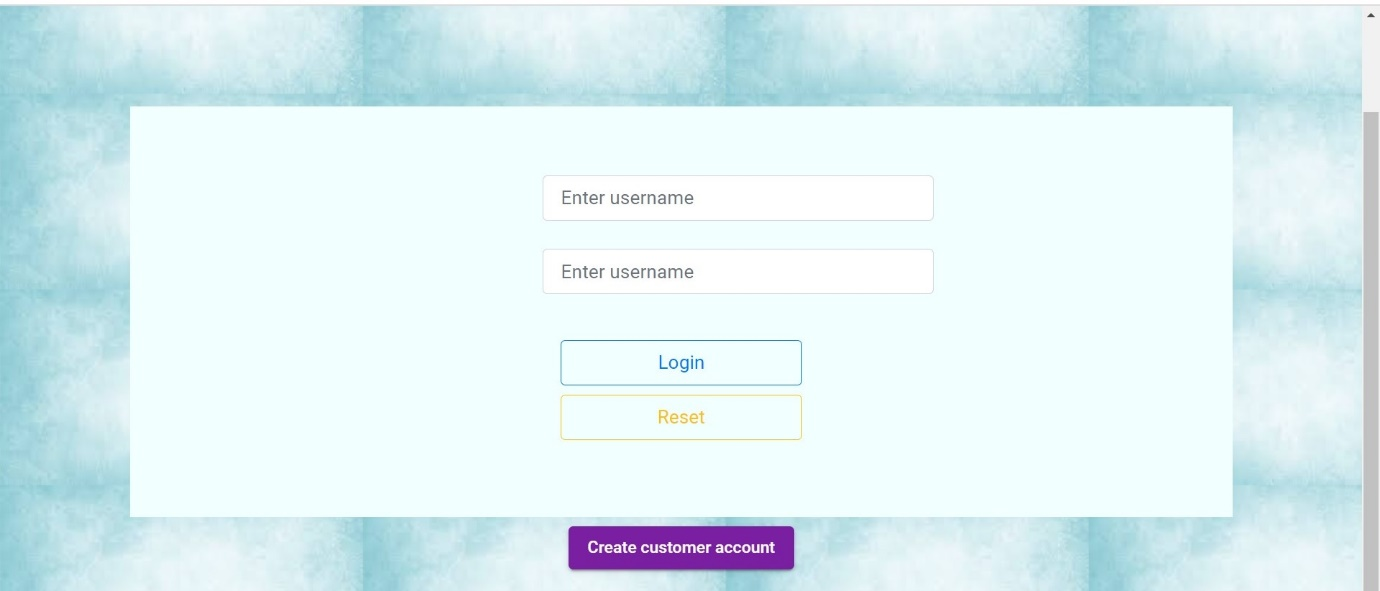 Enter username
Enter username
Login
Reset
Create customer account